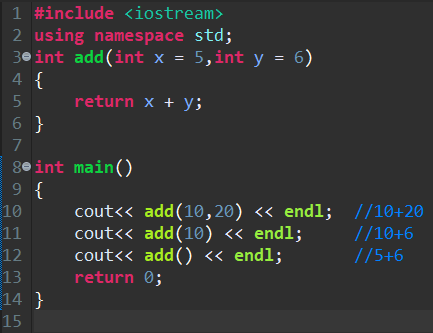 1 #include <iostream>
2 using namespace std;
3 int add(int x = 5,int y = 6)
4 {
5     return x + y;
6 }
7
8 int main()
9 {
10     cout<< add(10,20) << endl;  //10+20
11     cout<< add(10) << endl;     //10+6
12     cout<< add() << endl;       //5+6
13     return 0;
14 }
15